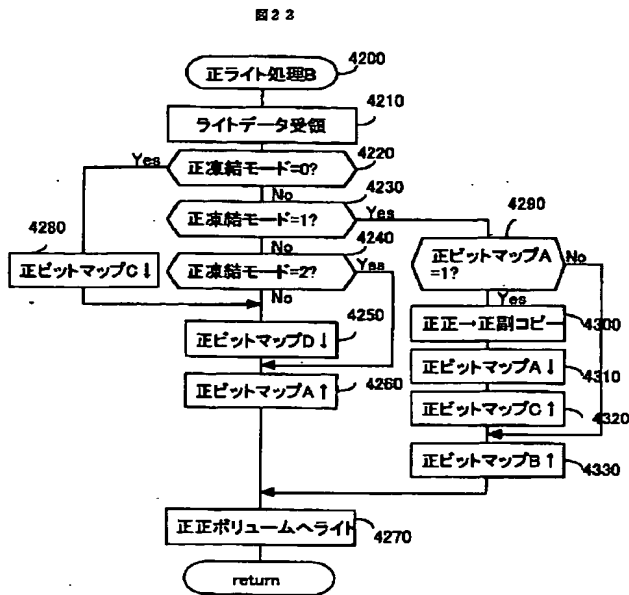 図23
正ライト処理B
4200
ライトデータ受領
4210
正凍結モード=0?
4220
Yes
No
正凍結モード=1?
4230
Yes
No
正凍結モード=2?
4240
Yes
No
4280
正ビットマップC↓
正ビットマップD↓
4250
正ビットマップA↑
4260
4290
正ビットマップA
=1?
No
Yes
正正→正副コピー
4300
正ビットマップA↓
4310
正ビットマップC↑
4320
正ビットマップB↑
4330
正正ボリュームへライト
4270
return